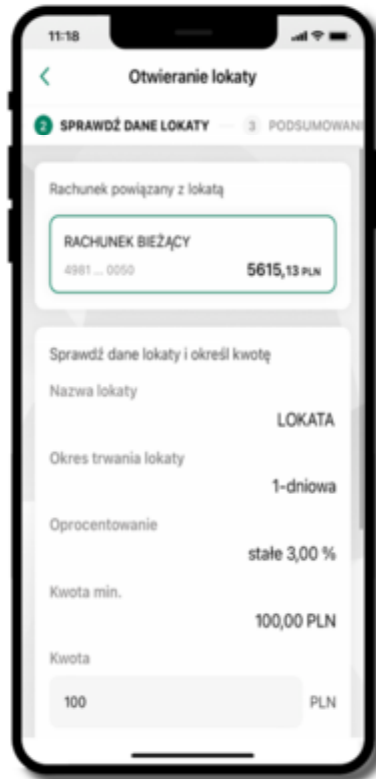 11:18
Otwieranie lokaty
2 SPRAWDŹ DANE LOKATY 3 PODSUMOWANI
Rachunek powiązany z lokatą
RACHUNEK BIEŻĄCY
4981 ... 0050 5615,13 PLN
Sprawdź dane lokaty i określ kwotę
Nazwa lokaty
LOKATA
Okres trwania lokaty
1-dniowa
Oprocentowanie
stałe 3,00 %
Kwota min.
100,00 PLN
Kwota
100 PLN